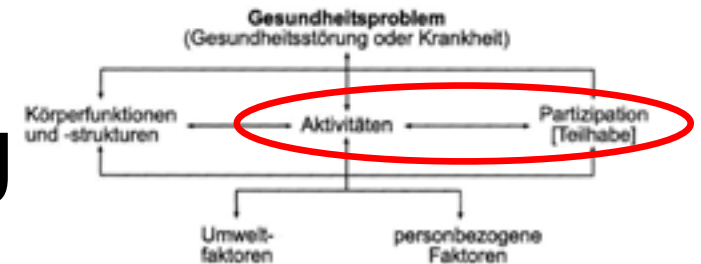 Gesundheitsproblem
(Gesundheitsstörung oder Krankheit)
Körperfunktionen
und -strukturen
Aktivitäten
Partizipation
[Teilhabe]
Umwelt-
faktoren
personbezogene
Faktoren